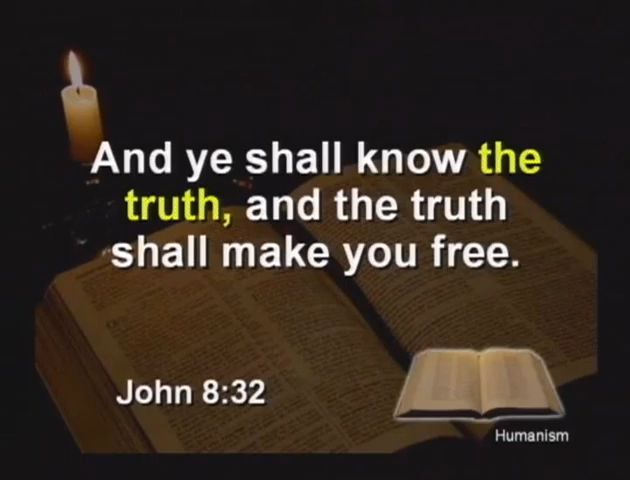 And ye shall know the
truth, and the truth
shall make you free.
John 8:32
Humanism